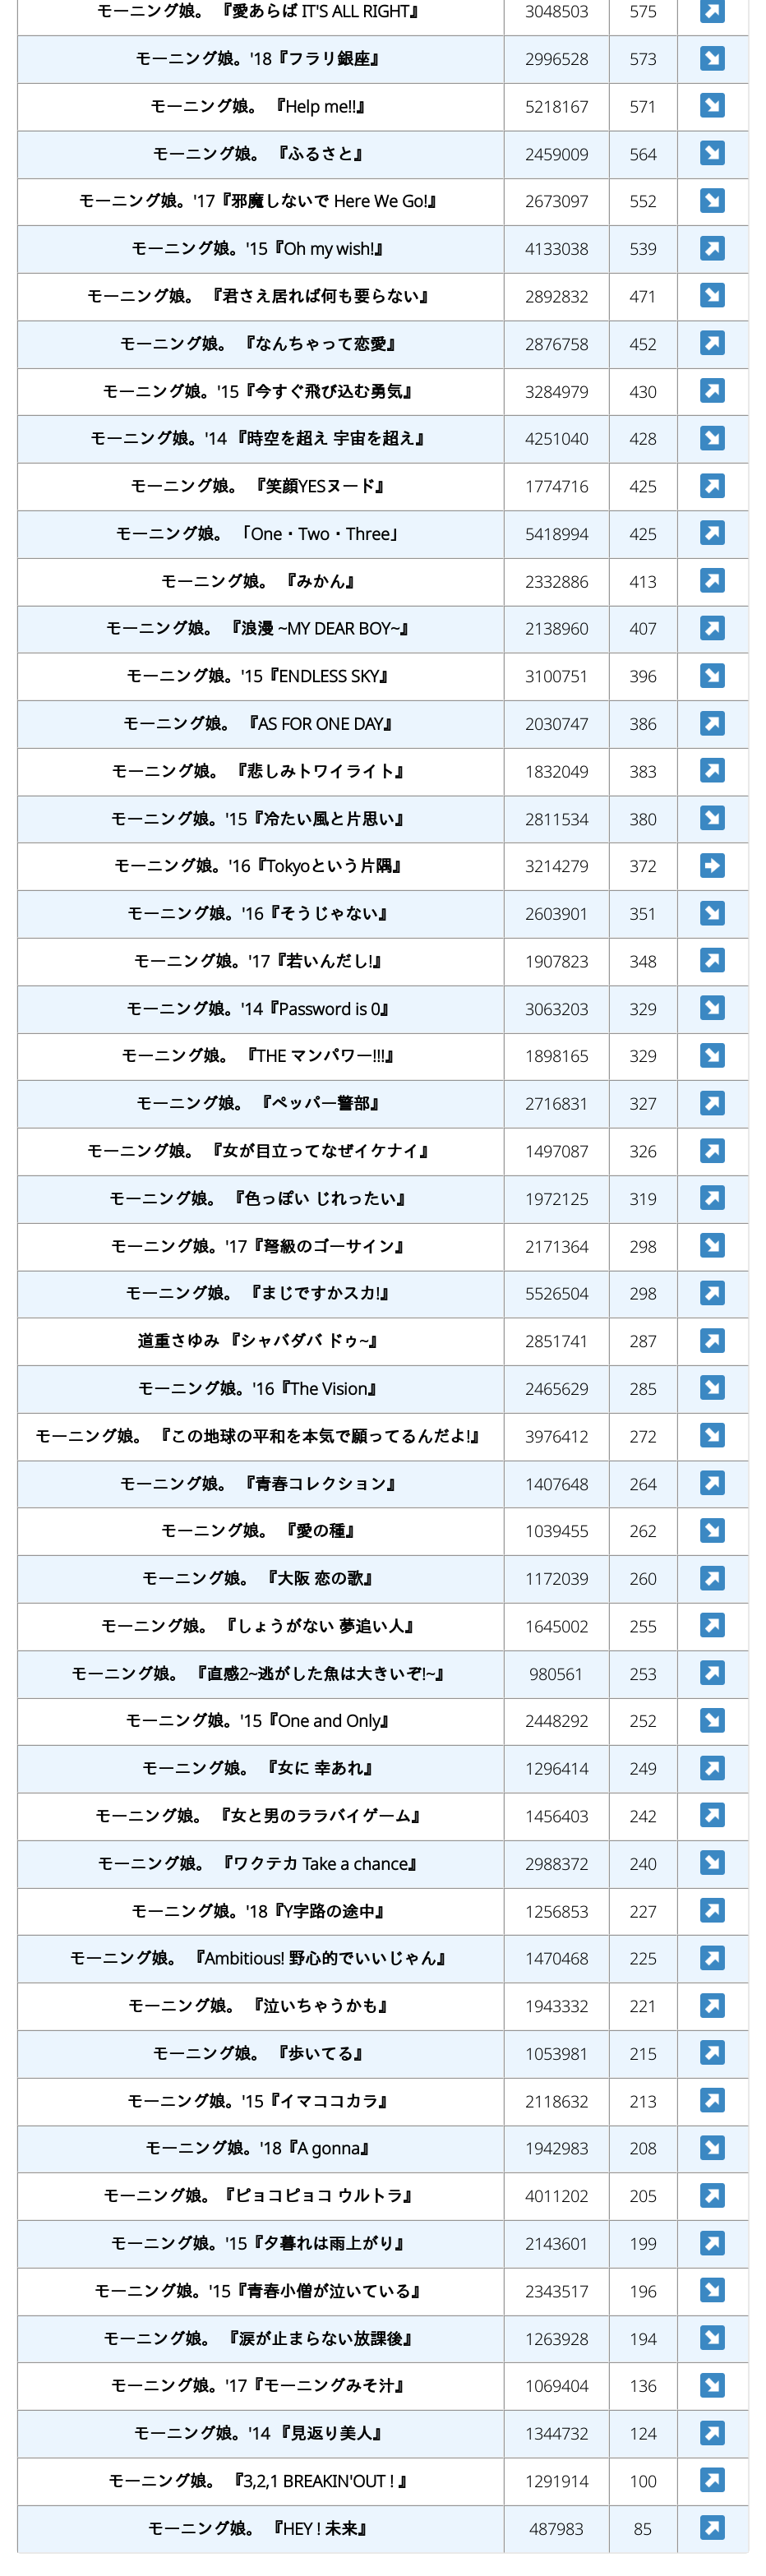 モーニング娘。 『愛あらば IT'S ALL RIGHT』 3048503 575
モーニング娘。'18『フラリ銀座』 2996528 573
モーニング娘。 『Help me!!』 5218167 571
モーニング娘。 『ふるさと』 2459009 564
モーニング娘。'17『邪魔しないで Here We Go!』 2673097 552
モーニング娘。'15『Oh my wish!』 4133038 539
モーニング娘。 『君さえ居れば何も要らない』 2892832 471
モーニング娘。 『なんちゃって恋愛』 2876758 452
モーニング娘。'15『今すぐ飛び込む勇気』 3284979 430
モーニング娘。'14 『時空を超え 宇宙を超え』 4251040 428
モーニング娘。 『笑顔YESヌード』 1774716 425
モーニング娘。 「One・Two・Three」 5418994 425
モーニング娘。 『みかん』 2332886 413
モーニング娘。 『浪漫 ~MY DEAR BOY~』 2138960 407
モーニング娘。'15『ENDLESS SKY』 3100751 396
モーニング娘。 『AS FOR ONE DAY』 2030747 386
モーニング娘。 『悲しみトワイライト』 1832049 383
モーニング娘。'15『冷たい風と片思い』 2811534 380
モーニング娘。'16『Tokyoという片隅』 3214279 372
モーニング娘。'16『そうじゃない』 2603901 351
モーニング娘。'17『若いんだし!』 1907823 348
モーニング娘。'14『Password is 0』 3063203 329
モーニング娘。 『THE マンパワー!!!』 1898165 329
モーニング娘。 『ペッパー警部』 2716831 327
モーニング娘。 『女が目立ってなぜイケナイ』 1497087 326
モーニング娘。 『色っぽい じれったい』 1972125 319
モーニング娘。'17『弩級のゴーサイン』 2171364 298
モーニング娘。 『まじですかスカ!』 5526504 298
道重さゆみ 『シャバダバ ドゥ~』 2851741 287
モーニング娘。'16『The Vision』 2465629 285
モーニング娘。 『この地球の平和を本気で願ってるんだよ!』 3976412 272
モーニング娘。 『青春コレクション』 1407648 264
モーニング娘。 『愛の種』 1039455 262
モーニング娘。 『大阪 恋の歌』 1172039 260
モーニング娘。 『しょうがない 夢追い人』 1645002 255
モーニング娘。 『直感2~逃がした魚は大きいぞ!~』 980561 253
モーニング娘。'15『One and Only』 2448292 252
モーニング娘。 『女に 幸あれ』 1296414 249
モーニング娘。 『女と男のララバイゲーム』 1456403 242
モーニング娘。 『ワクテカ Take a chance』 2988372 240
モーニング娘。'18『Y字路の途中』 1256853 227
モーニング娘。 『Ambitious! 野心的でいいじゃん』 1470468 225
モーニング娘。 『泣いちゃうかも』 1943332 221
モーニング娘。 『歩いてる』 1053981 215
モーニング娘。'15『イマココカラ』 2118632 213
モーニング娘。'18『A gonna』 1942983 208
モーニング娘。『ピョコピョコ ウルトラ』 4011202 205
モーニング娘。'15『夕暮れは雨上がり』 2143601 199
モーニング娘。'15『青春小僧が泣いている』 2343517 196
モーニング娘。 『涙が止まらない放課後』 1263928 194
モーニング娘。'17『モーニングみそ汁』 1069404 136
モーニング娘。'14 『見返り美人』 1344732 124
モーニング娘。 『3,2,1 BREAKIN'OUT ! 』 1291914 100
モーニング娘。 『HEY ! 未来』 487983 85